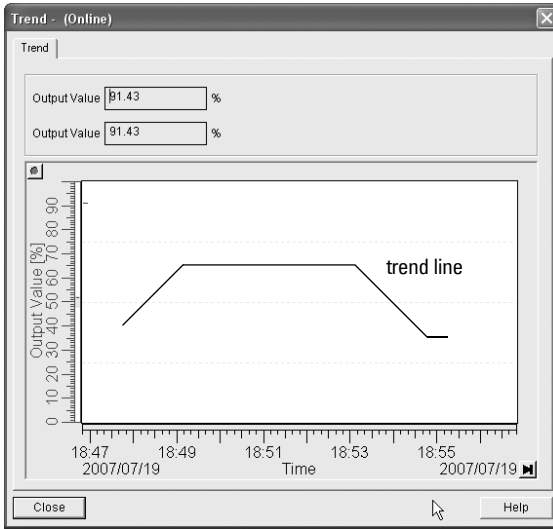 Trend - (Online)
Trend
Output Value 91.43 %
Output Value 91.43 %
Output Value [%]
90
80
70
60
50
40
30
20
10
0
trend line
18:47 18:49 18:51 18:53 18:55
2007/07/19 Time 2007/07/19
Close Help